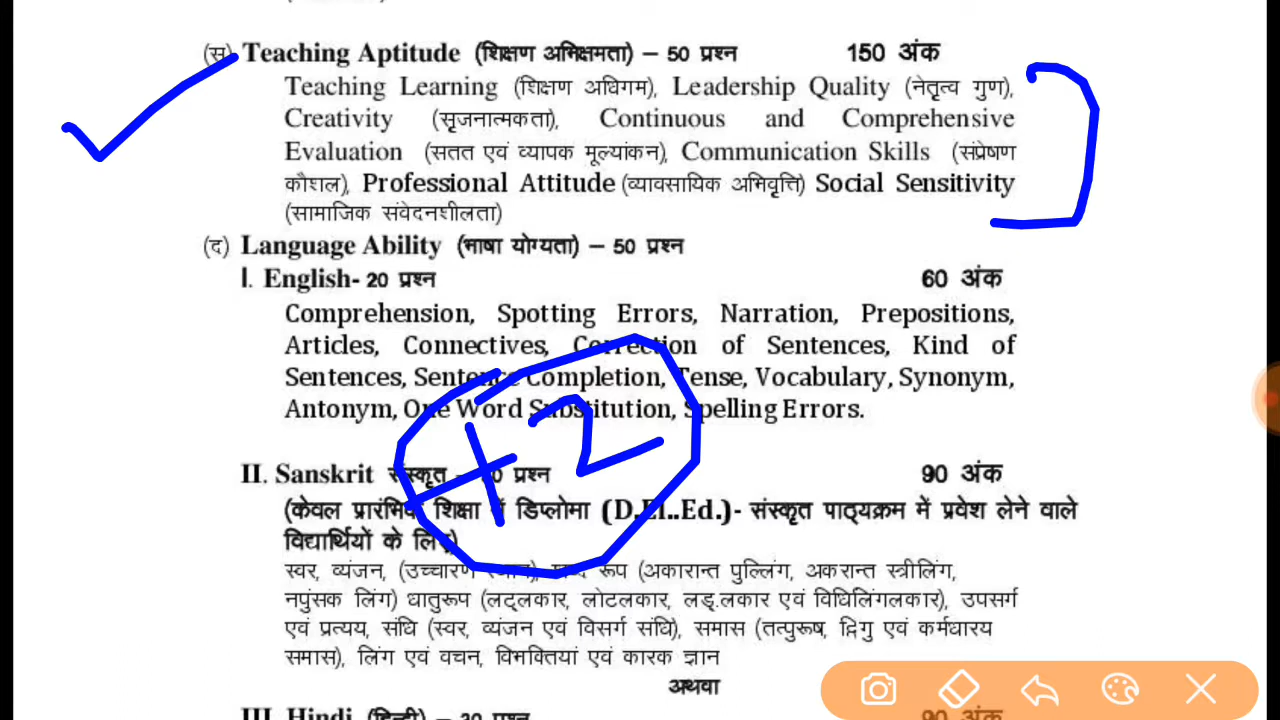 (स) Teaching Aptitude (शिक्षण अभिक्षमता) – 50 प्रश्न 150 अंक
Teaching Learning (शिक्षण अधिगम), Leadership Quality (नेतृत्व गुण),
Creativity (सृजनात्मकता), Continuous and Comprehensive
Evaluation (सतत एवं व्यापक मूल्यांकन), Communication Skills (संप्रेषण
कौशल), Professional Attitude (व्यावसायिक अभिवृत्ति) Social Sensitivity
(सामाजिक संवेदनशीलता)
(द) Language Ability (भाषा योग्यता) – 50 प्रश्न
I. English- 20 प्रश्न 60 अंक
Comprehension, Spotting Errors, Narration, Prepositions,
Articles, Connectives, Correction of Sentences, Kind of
Sentences, Sentence Completion, Tense, Vocabulary, Synonym,
Antonym, One Word Substitution, Spelling Errors.
+2
II. Sanskrit संस्कृत – प्रश्न 90 अंक
(केवल प्रारंभिक शिक्षा में डिप्लोमा (D.El..Ed.)- संस्कृत पाठ्यक्रम में प्रवेश लेने वाले
विद्यार्थियों के लिए)
स्वर, व्यंजन, (उच्चारण स्थान), शब्द रूप (अकारान्त पुल्लिंग, अकरान्त स्त्रीलिंग,
नपुंसक लिंग) धातुरूप (लट्लकार, लोटलकार, लड्.लकार एवं विधिलिंगलकार), उपसर्ग
एवं प्रत्यय, संधि (स्वर, व्यंजन एवं विसर्ग संधि), समास (तत्पुरूष, द्विगु एवं कर्मधारय
समास), लिंग एवं वचन, विभक्तियां एवं कारक ज्ञान
अथवा
III. Hindi (हिन्दी) – 30 प्रश्न 90 अंक